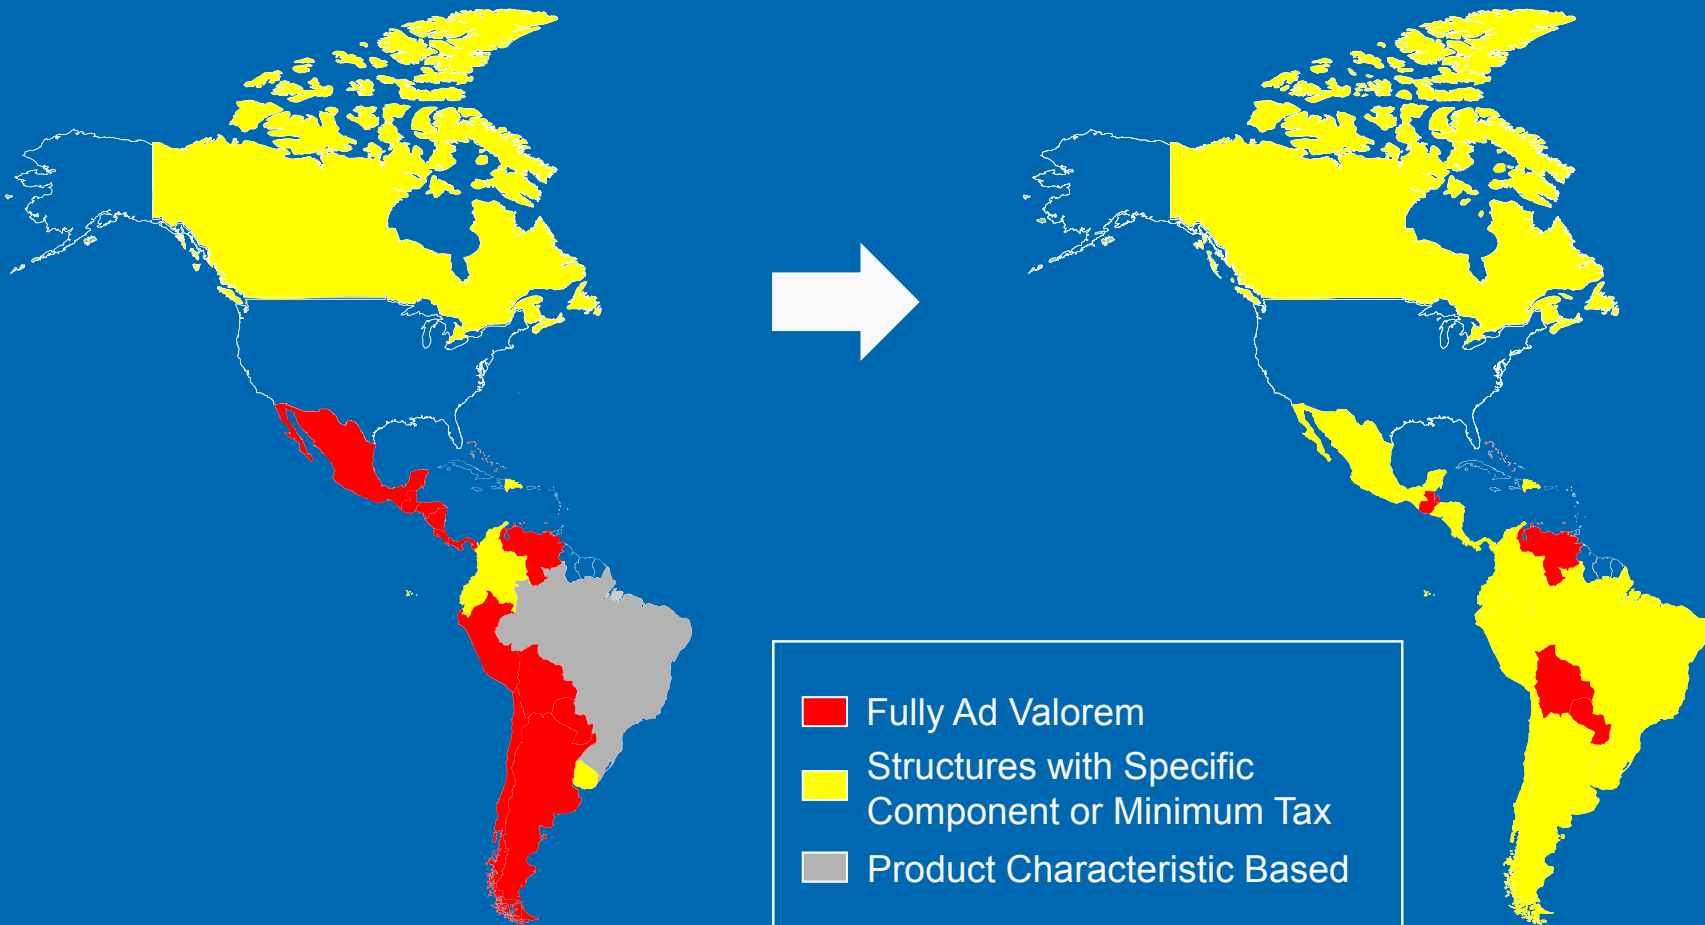 Fully Ad Valorem
Structures with Specific
Component or Minimum Tax
Product Characteristic Based